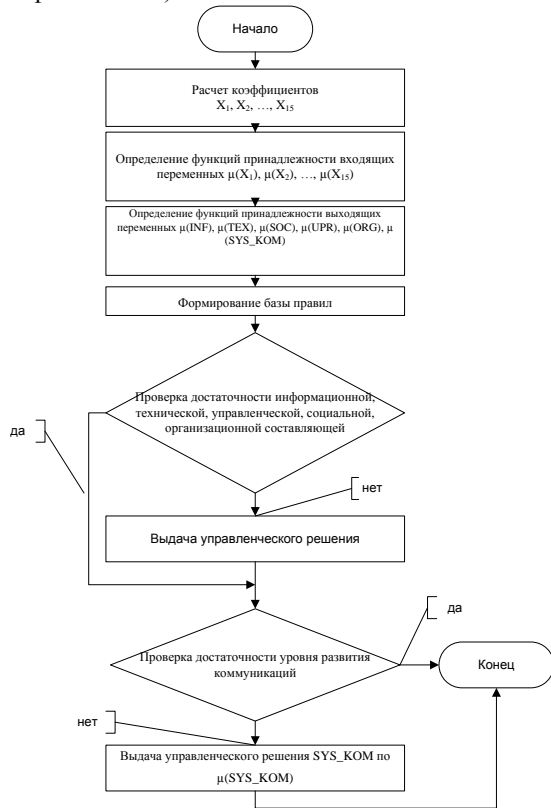 Начало
Расчет коэффициентов
X₁, X₂, …, X₁₅
Определение функций принадлежности входящих
переменных μ(X₁), μ(X₂), …, μ(X₁₅)
Определение функций принадлежности выходящих
переменных μ(INF), μ(TEX), μ(SOC), μ(UPR), μ(ORG), μ
(SYS_KOM)
Формирование базы правил
Проверка достаточности информационной,
технической, управленческой, социальной,
организационной составляющей
да
нет
Выдача управленческого решения
да
Проверка достаточности уровня развития
коммуникаций
Конец
нет
Выдача управленческого решения SYS_KOM по
μ(SYS_KOM)